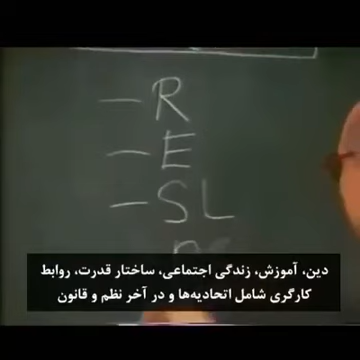 — R
— E
— SL
دین، آموزش، زندگی اجتماعی، ساختار قدرت، روابط
کارگری شامل اتحادیه‌ها و در آخر نظم و قانون